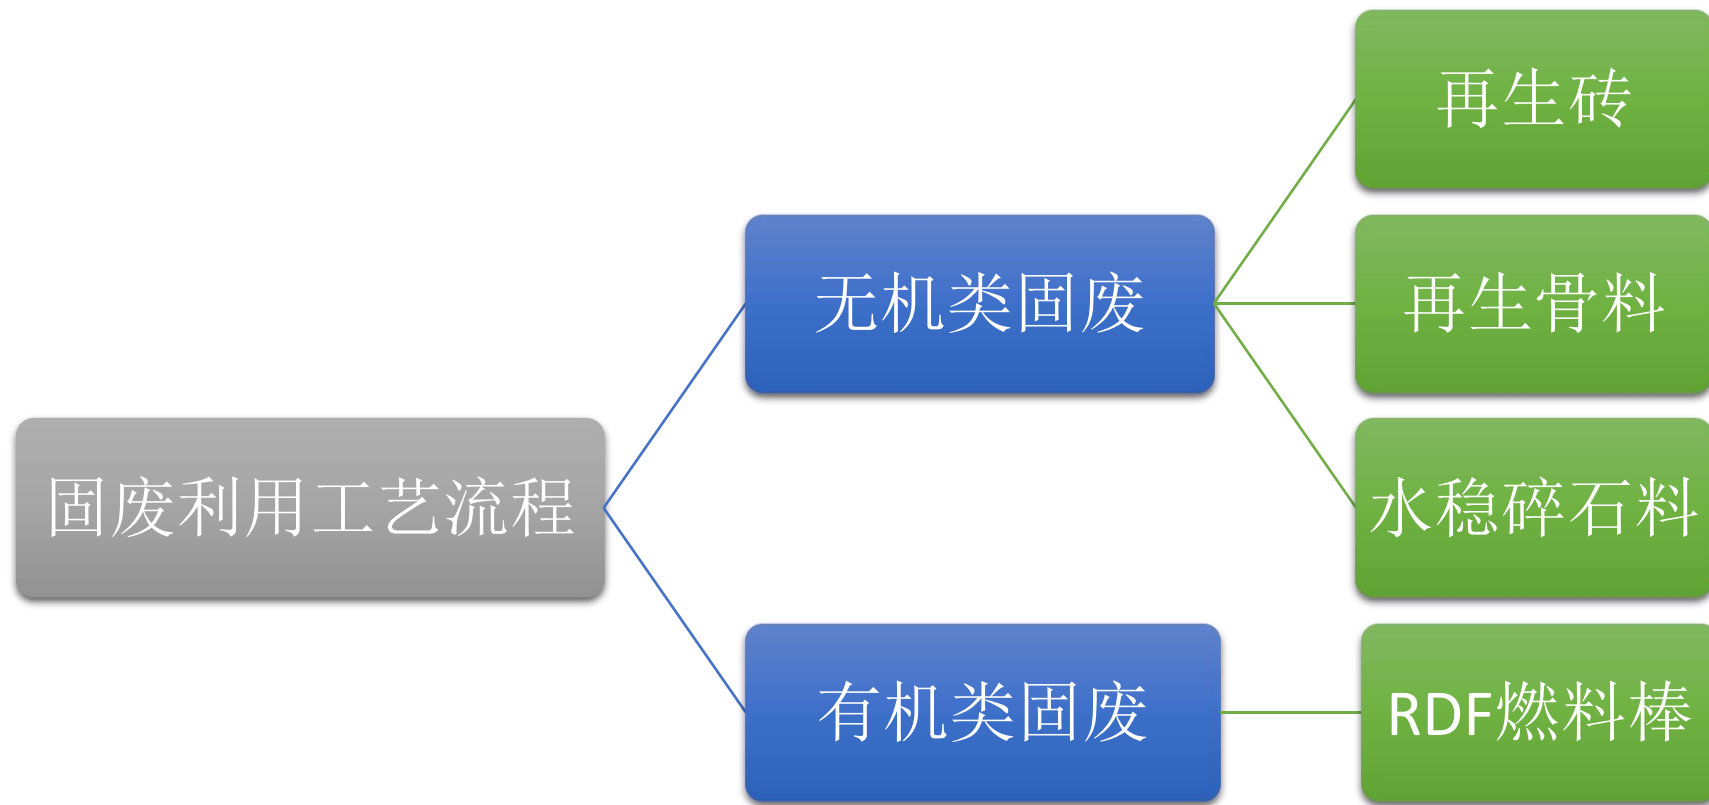 固废利用工艺流程
无机类固废
再生砖
再生骨料
水稳碎石料
有机类固废
RDF燃料棒